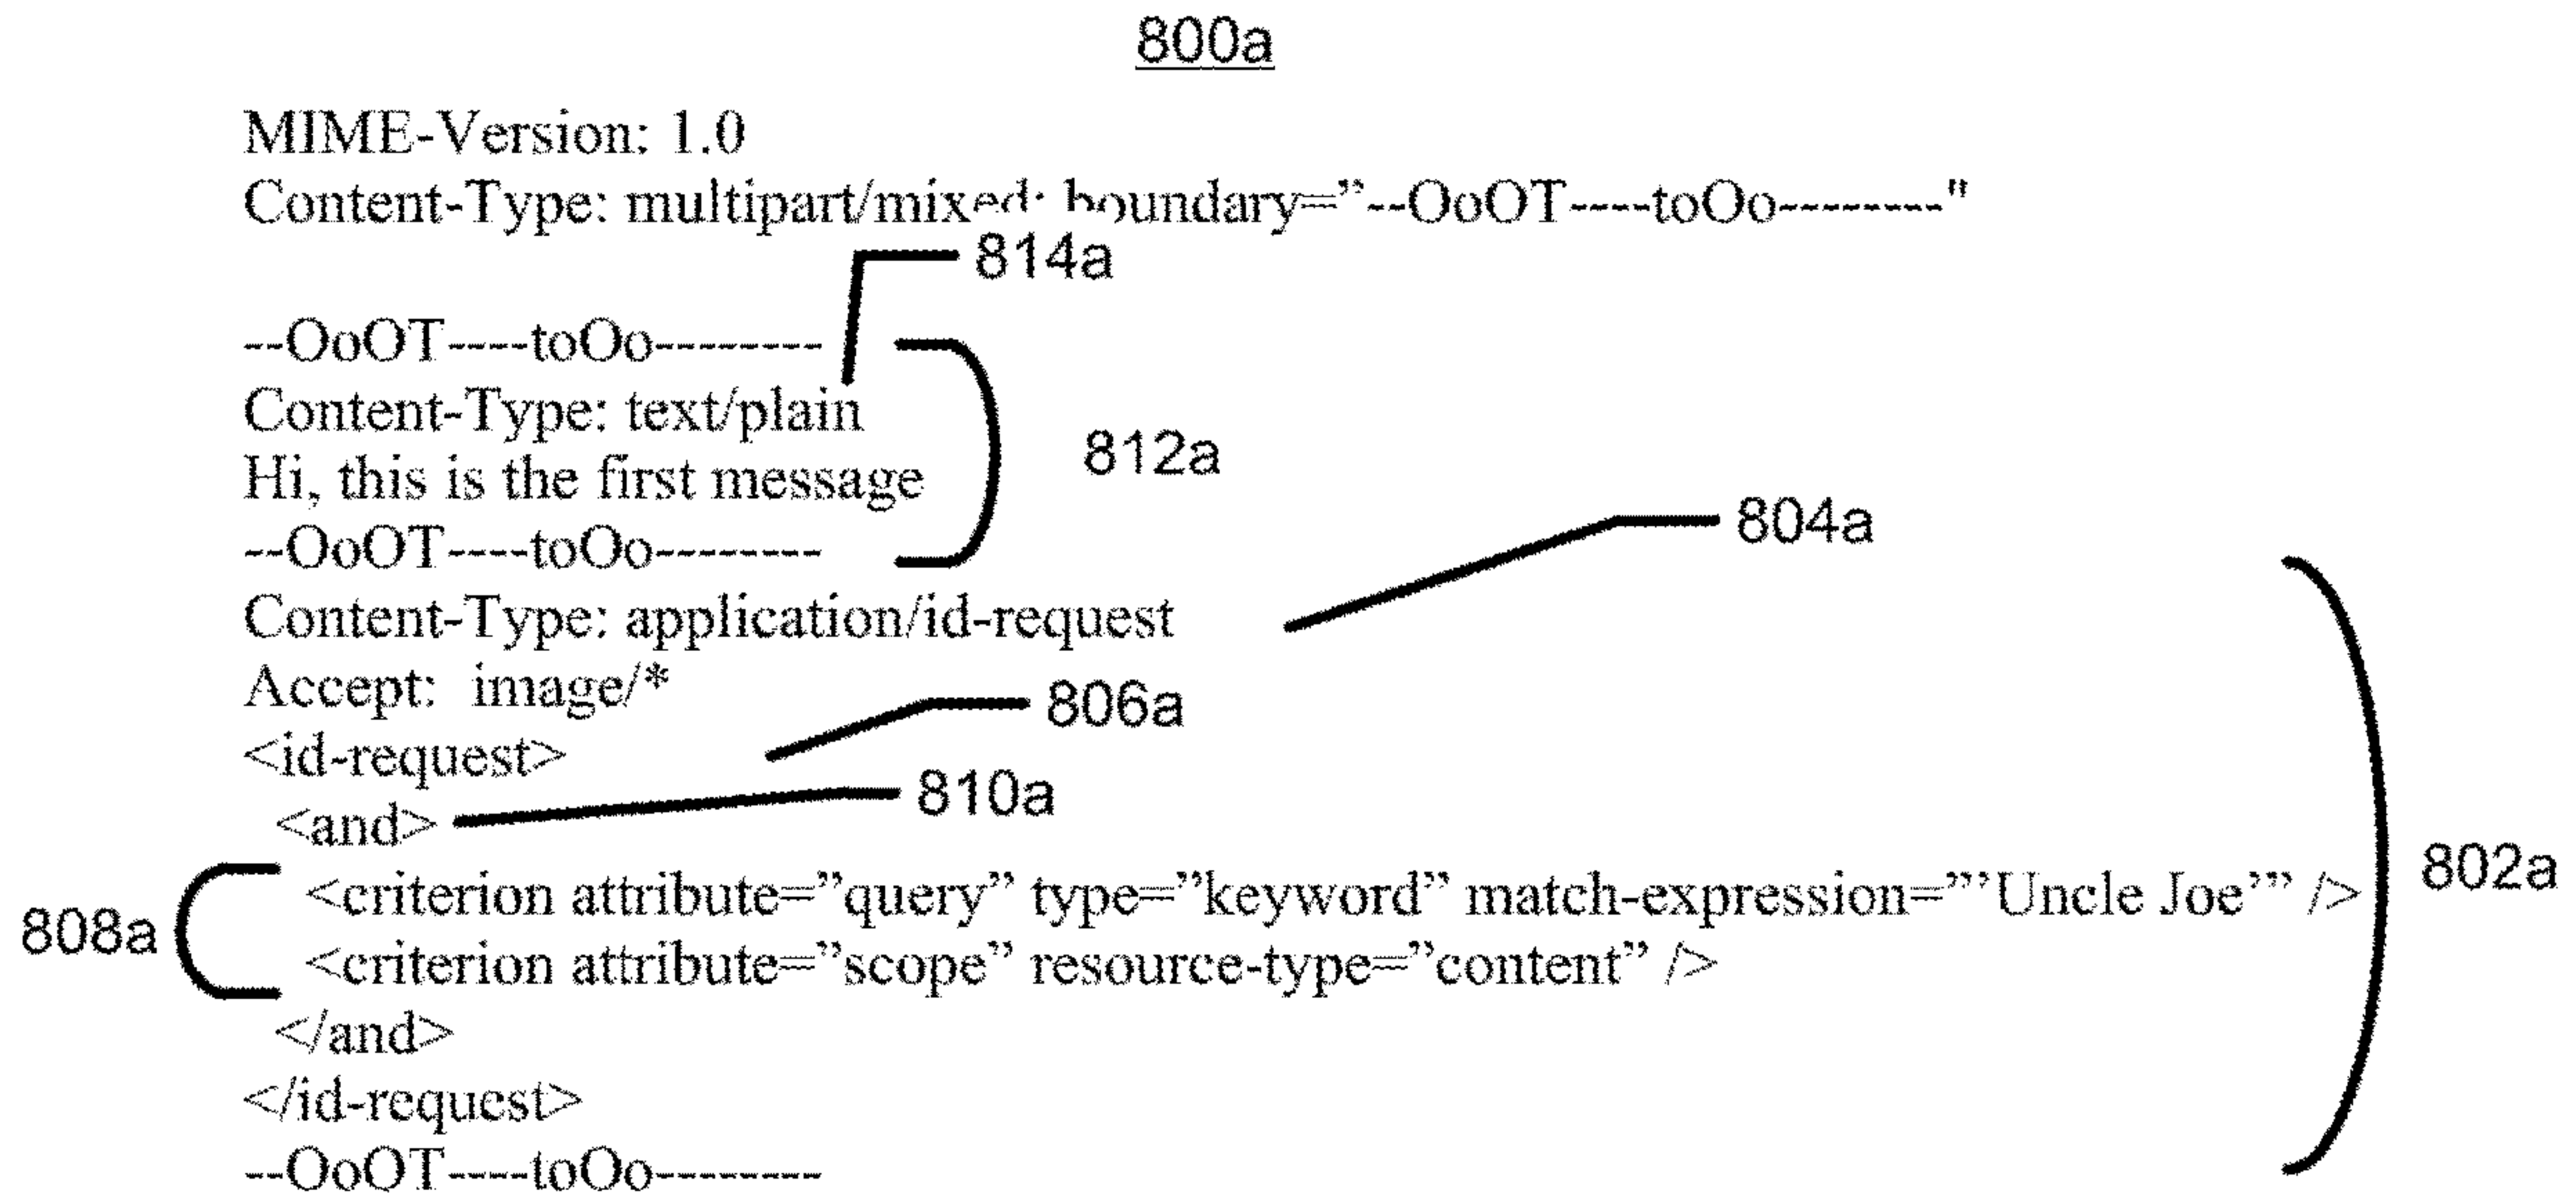 800a
MIME-Version: 1.0
Content-Type: multipart/mixed; boundary=”--OoOT----toOo--------"
814a
--OoOT----toOo--------
Content-Type: text/plain
812a
Hi, this is the first message
804a
--OoOT----toOo--------
Content-Type: application/id-request
Accept:  image/*
806a
<id-request>
810a
<and>
802a
<criterion attribute=”query” type=”keyword” match-expression=”’Uncle Joe’” />
808a
<criterion attribute=”scope” resource-type=”content” />
</and>
</id-request>
--OoOT----toOo--------